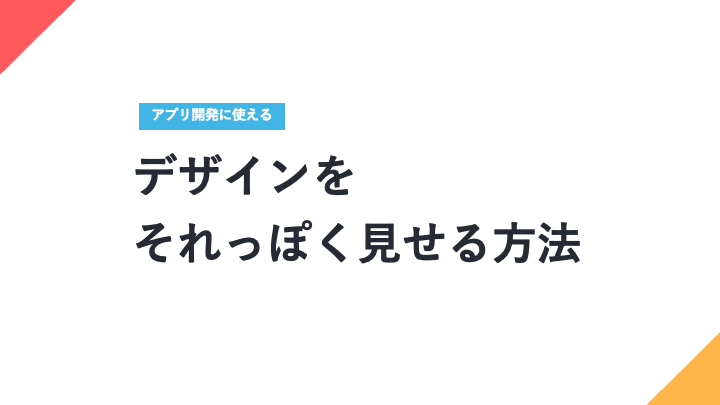 アプリ開発に使える
デザインを
それっぽく見せる方法